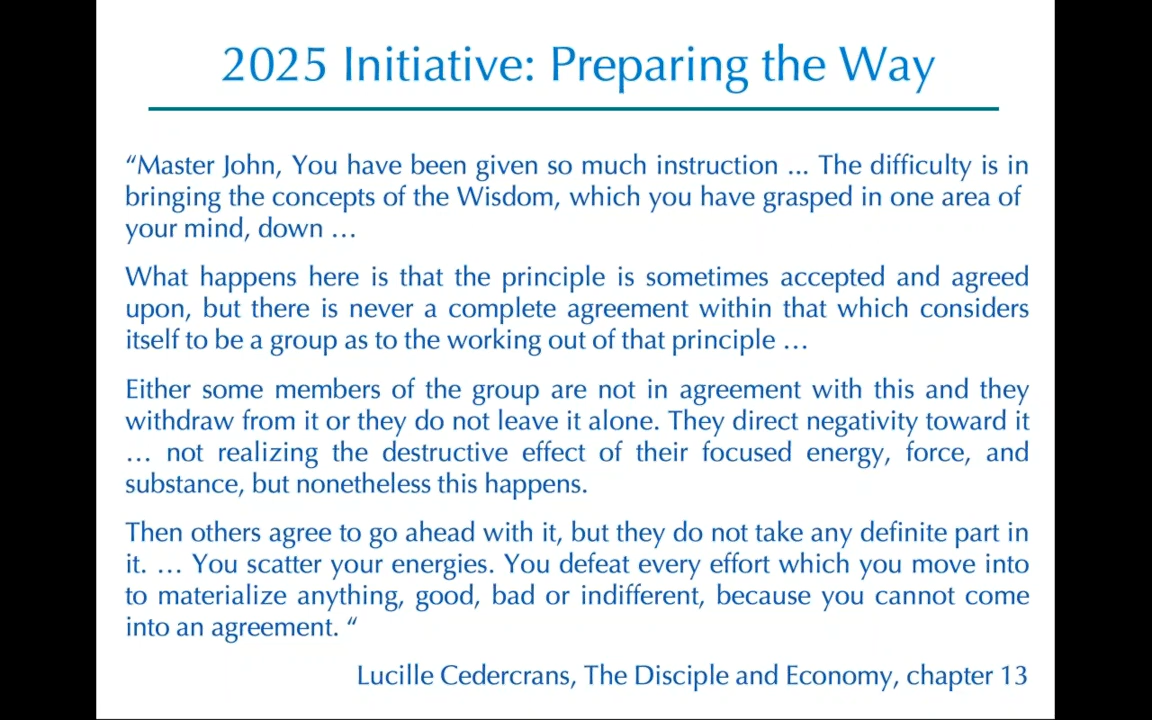 2025 Initiative: Preparing the Way
“Master John, You have been given so much instruction ... The difficulty is in
bringing the concepts of the Wisdom, which you have grasped in one area of
your mind, down …
What happens here is that the principle is sometimes accepted and agreed
upon, but there is never a complete agreement within that which considers
itself to be a group as to the working out of that principle …
Either some members of the group are not in agreement with this and they
withdraw from it or they do not leave it alone. They direct negativity toward it
… not realizing the destructive effect of their focused energy, force, and
substance, but nonetheless this happens.
Then others agree to go ahead with it, but they do not take any definite part in
it. … You scatter your energies. You defeat every effort which you move into
to materialize anything, good, bad or indifferent, because you cannot come
into an agreement. “
Lucille Cedercrans, The Disciple and Economy, chapter 13